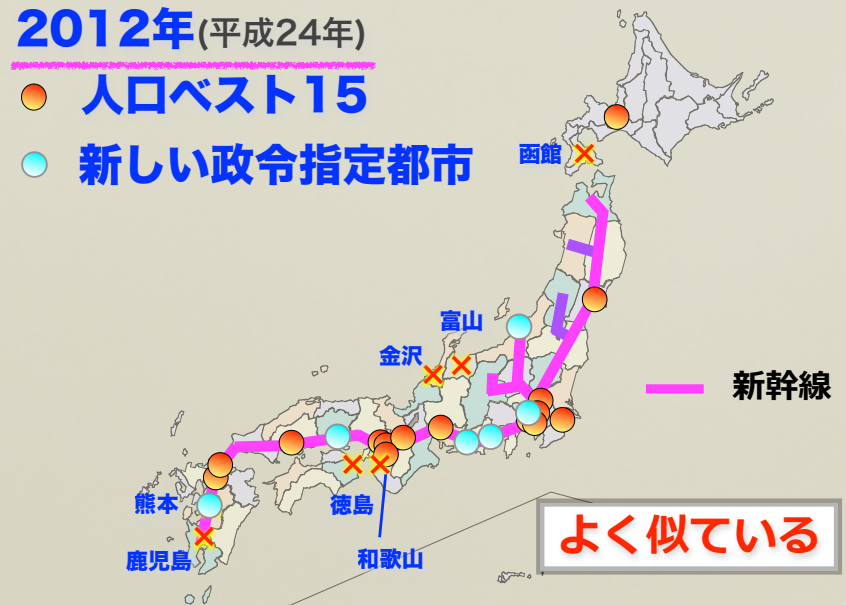 2012年(平成24年)
人口ベスト15
新しい政令指定都市
函館
富山
金沢
新幹線
熊本
徳島
鹿児島
和歌山
よく似ている